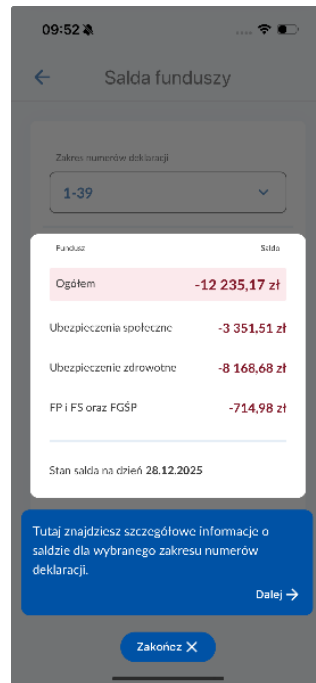 09:52
Salda funduszy
Zakres numerów deklaracji
1-39
Fundusz Saldo
Ogółem -12 235,17 zł
Ubezpieczenia społeczne -3 351,51 zł
Ubezpieczenie zdrowotne -8 168,68 zł
FP i FS oraz FGŚP -714,98 zł
Stan salda na dzień 28.12.2025
Tutaj znajdziesz szczegółowe informacje o
saldzie dla wybranego zakresu numerów
deklaracji.
Dalej →
Zakończ ✕